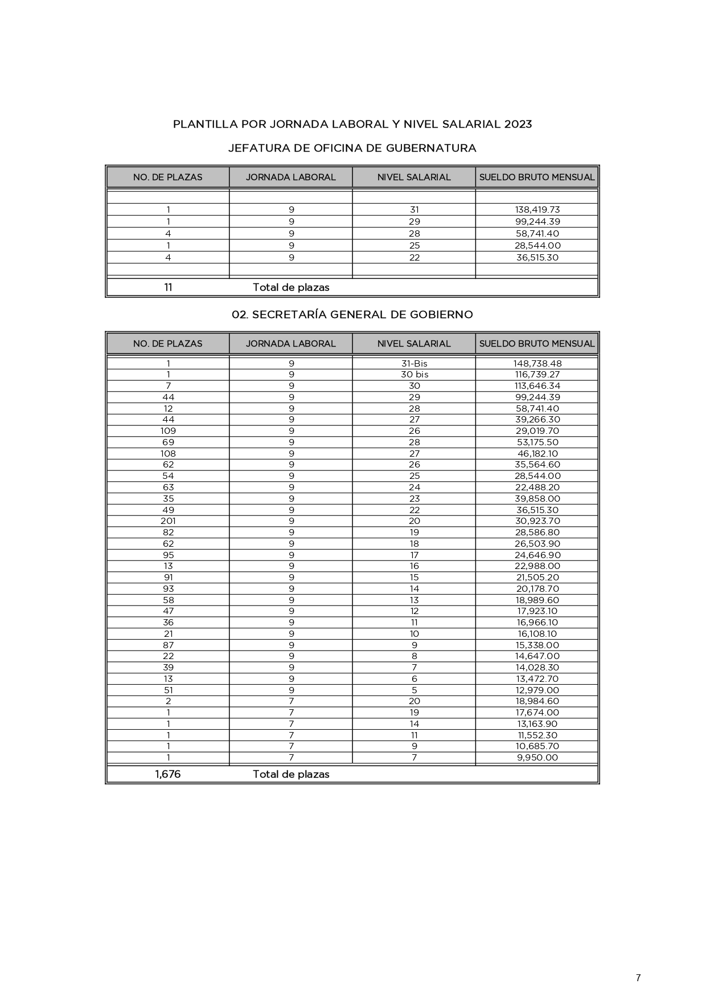 PLANTILLA POR JORNADA LABORAL Y NIVEL SALARIAL 2023
JEFATURA DE OFICINA DE GUBERNATURA
NO. DE PLAZAS JORNADA LABORAL NIVEL SALARIAL SUELDO BRUTO MENSUAL
1 9 31 138,419.73
1 9 29 99,244.39
4 9 28 58,741.40
1 9 25 28,544.00
4 9 22 36,515.30
11 Total de plazas
02. SECRETARÍA GENERAL DE GOBIERNO
NO. DE PLAZAS JORNADA LABORAL NIVEL SALARIAL SUELDO BRUTO MENSUAL
1 9 31-Bis 148,738.48
1 9 30 bis 116,739.27
7 9 30 113,646.34
44 9 29 99,244.39
12 9 28 58,741.40
44 9 27 39,266.30
109 9 26 29,019.70
69 9 28 53,175.50
108 9 27 46,182.10
62 9 26 35,564.60
54 9 25 28,544.00
63 9 24 22,488.20
35 9 23 39,858.00
49 9 22 36,515.30
201 9 20 30,923.70
82 9 19 28,586.80
62 9 18 26,503.90
95 9 17 24,646.90
13 9 16 22,988.00
91 9 15 21,505.20
93 9 14 20,178.70
58 9 13 18,989.60
47 9 12 17,923.10
36 9 11 16,966.10
21 9 10 16,108.10
87 9 9 15,338.00
22 9 8 14,647.00
39 9 7 14,028.30
13 9 6 13,472.70
51 9 5 12,979.00
2 7 20 18,984.60
1 7 19 17,674.00
1 7 14 13,163.90
1 7 11 11,552.30
1 7 9 10,685.70
1 7 7 9,950.00
1,676 Total de plazas
7